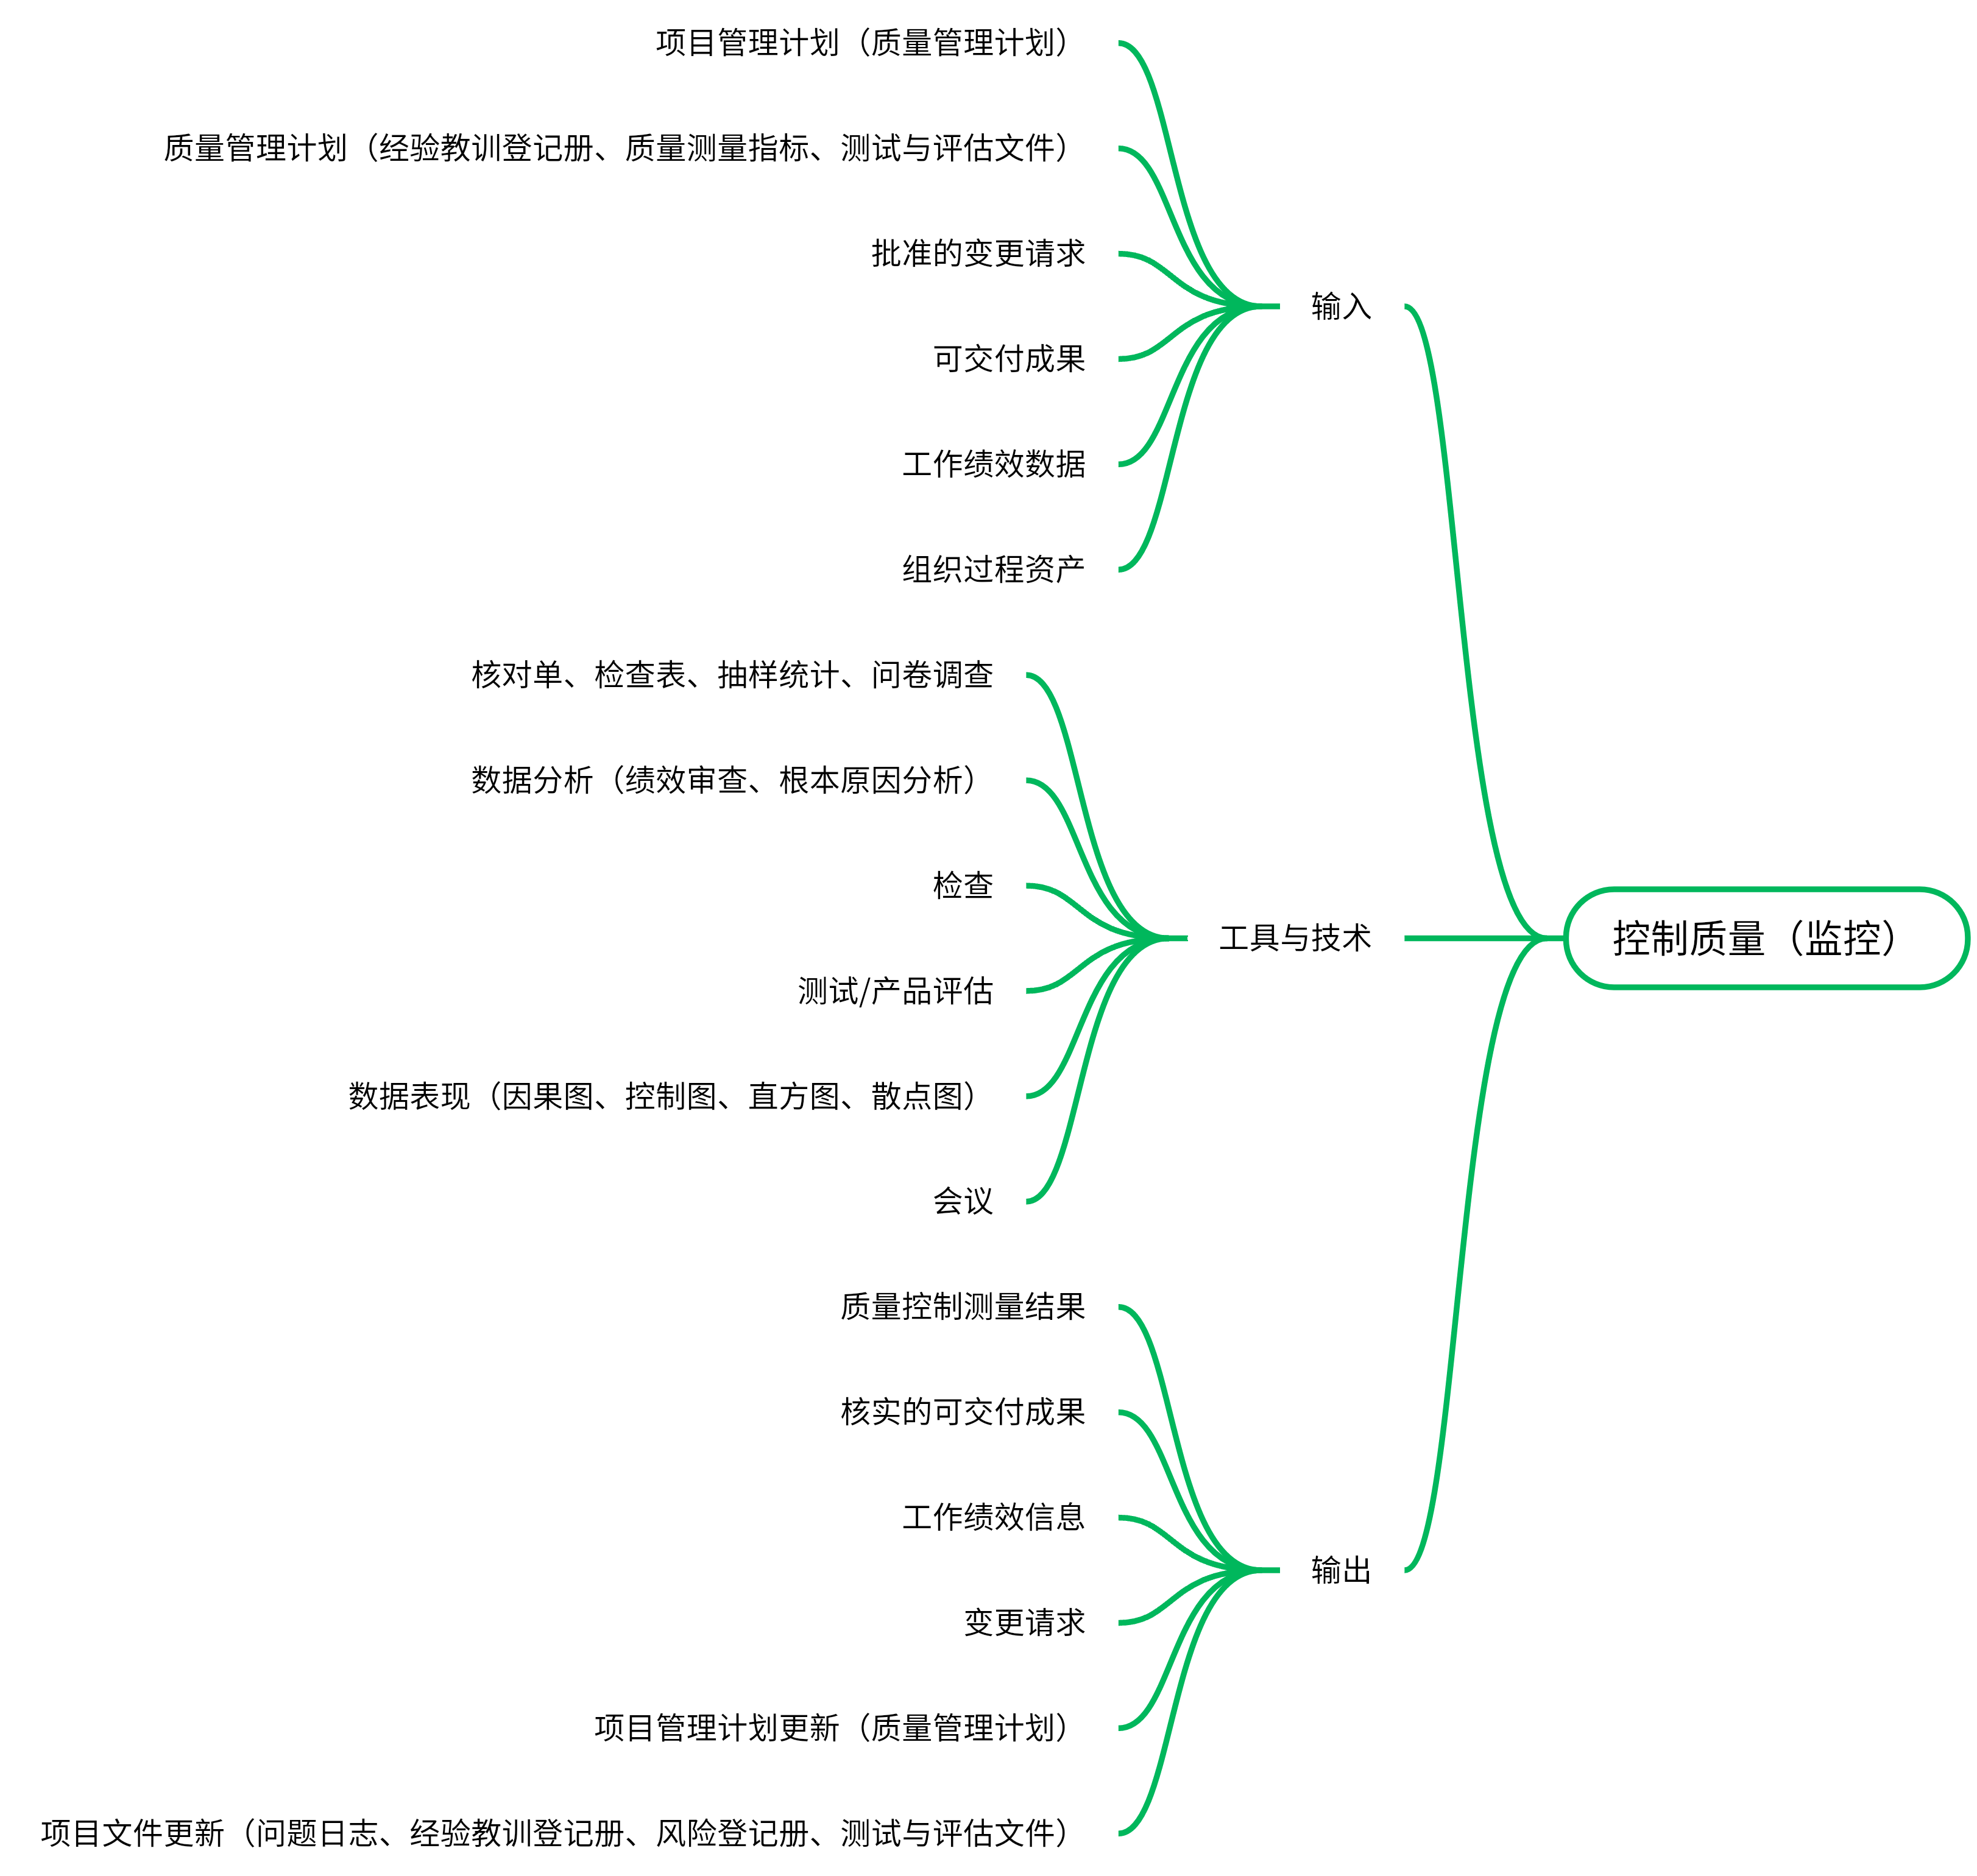 项目管理计划（质量管理计划）
质量管理计划（经验教训登记册、质量测量指标、测试与评估文件）
批准的变更请求
可交付成果
工作绩效数据
组织过程资产
输入
核对单、检查表、抽样统计、问卷调查
数据分析（绩效审查、根本原因分析）
检查
测试/产品评估
数据表现（因果图、控制图、直方图、散点图）
会议
工具与技术
控制质量（监控）
质量控制测量结果
核实的可交付成果
工作绩效信息
变更请求
项目管理计划更新（质量管理计划）
项目文件更新（问题日志、经验教训登记册、风险登记册、测试与评估文件）
输出